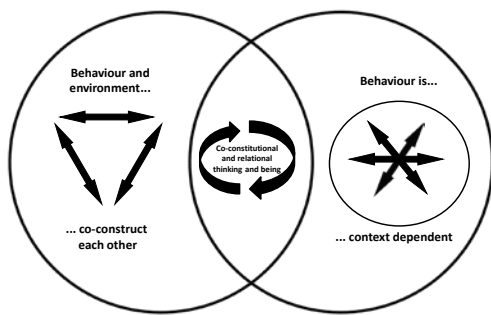 Behaviour and
environment...
... co-construct
each other
Co-constitutional
and relational
thinking and being
Behaviour is...
... context dependent